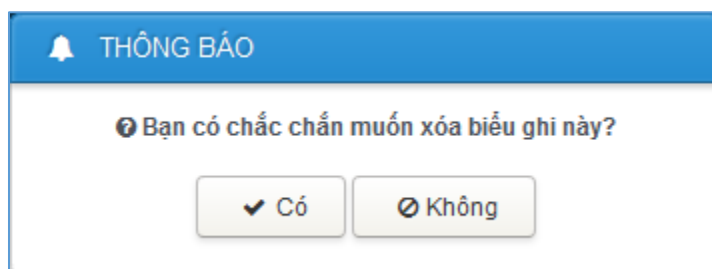 THÔNG BÁO
Bạn có chắc chắn muốn xóa biểu ghi này?
Có Không